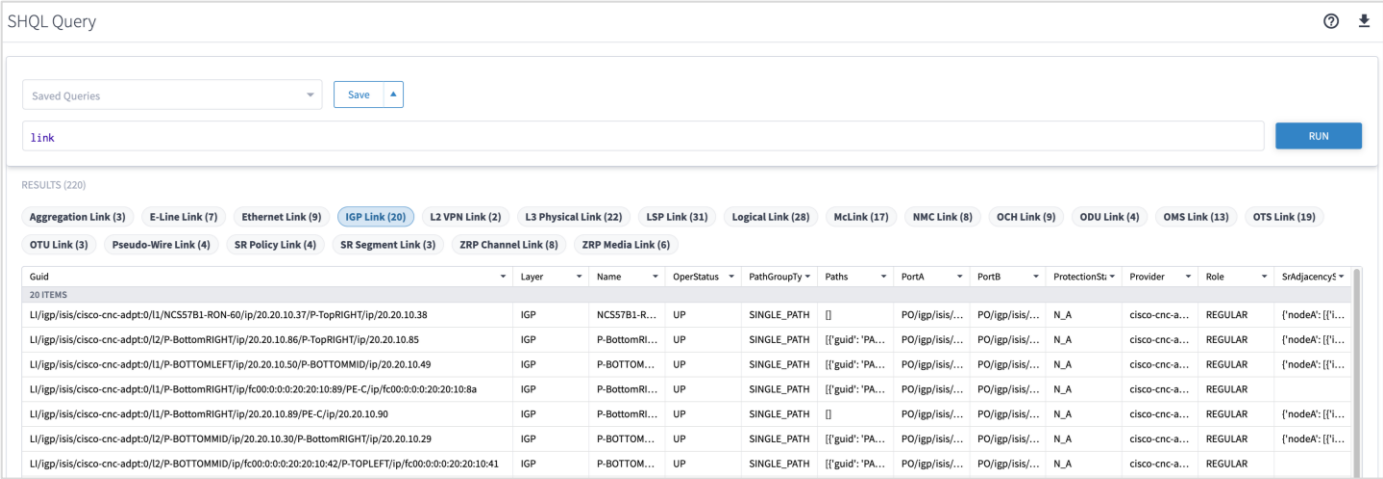 SHQL Query
Saved Queries Save
link RUN
RESULTS (220)
Aggregation Link (3) E-Line Link (7) Ethernet Link (9) IGP Link (20) L2 VPN Link (2) L3 Physical Link (22) LSP Link (31) Logical Link (28) McLink (17) NMC Link (8) OCH Link (9) ODU Link (4) OMS Link (13) OTS Link (19)
OTU Link (3) Pseudo-Wire Link (4) SR Policy Link (4) SR Segment Link (3) ZRP Channel Link (8) ZRP Media Link (6)
Guid Layer Name OperStatus PathGroupTy Paths PortA PortB ProtectionSta Provider Role SrAdjacencyS
20 ITEMS
LI/igp/isis/cisco-cnc-adpt:0/l1/NCS57B1-RON-60/ip/20.20.10.37/P-TopRIGHT/ip/20.20.10.38 IGP NCS57B1-R... UP SINGLE_PATH [] PO/igp/isis/... PO/igp/isis/... N_A cisco-cnc-a... REGULAR {'nodeA': [{'i...
LI/igp/isis/cisco-cnc-adpt:0/l2/P-BottomRIGHT/ip/20.20.10.86/P-TopRIGHT/ip/20.20.10.85 IGP P-BottomRI... UP SINGLE_PATH [{'guid': 'PA... PO/igp/isis/... PO/igp/isis/... N_A cisco-cnc-a... REGULAR {'nodeA': [{'i...
LI/igp/isis/cisco-cnc-adpt:0/l1/P-BOTTOMLEFT/ip/20.20.10.50/P-BOTTOMMID/ip/20.20.10.49 IGP P-BOTTOM... UP SINGLE_PATH [{'guid': 'PA... PO/igp/isis/... PO/igp/isis/... N_A cisco-cnc-a... REGULAR {'nodeA': [{'i...
LI/igp/isis/cisco-cnc-adpt:0/l1/P-BottomRIGHT/ip/fc00:0:0:0:20:20:10:89/PE-C/ip/fc00:0:0:0:20:20:10:8a IGP P-BottomRI... UP SINGLE_PATH [{'guid': 'PA... PO/igp/isis/... PO/igp/isis/... N_A cisco-cnc-a... REGULAR
LI/igp/isis/cisco-cnc-adpt:0/l1/P-BottomRIGHT/ip/20.20.10.89/PE-C/ip/20.20.10.90 IGP P-BottomRI... UP SINGLE_PATH [] PO/igp/isis/... PO/igp/isis/... N_A cisco-cnc-a... REGULAR {'nodeA': [{'i...
LI/igp/isis/cisco-cnc-adpt:0/l2/P-BOTTOMMID/ip/20.20.10.30/P-BottomRIGHT/ip/20.20.10.29 IGP P-BOTTOM... UP SINGLE_PATH [{'guid': 'PA... PO/igp/isis/... PO/igp/isis/... N_A cisco-cnc-a... REGULAR {'nodeA': [{'i...
LI/igp/isis/cisco-cnc-adpt:0/l2/P-BOTTOMMID/ip/fc00:0:0:0:20:20:10:42/P-TOPLEFT/ip/fc00:0:0:0:20:20:10:41 IGP P-BOTTOM... UP SINGLE_PATH [{'guid': 'PA... PO/igp/isis/... PO/igp/isis/... N_A cisco-cnc-a... REGULAR